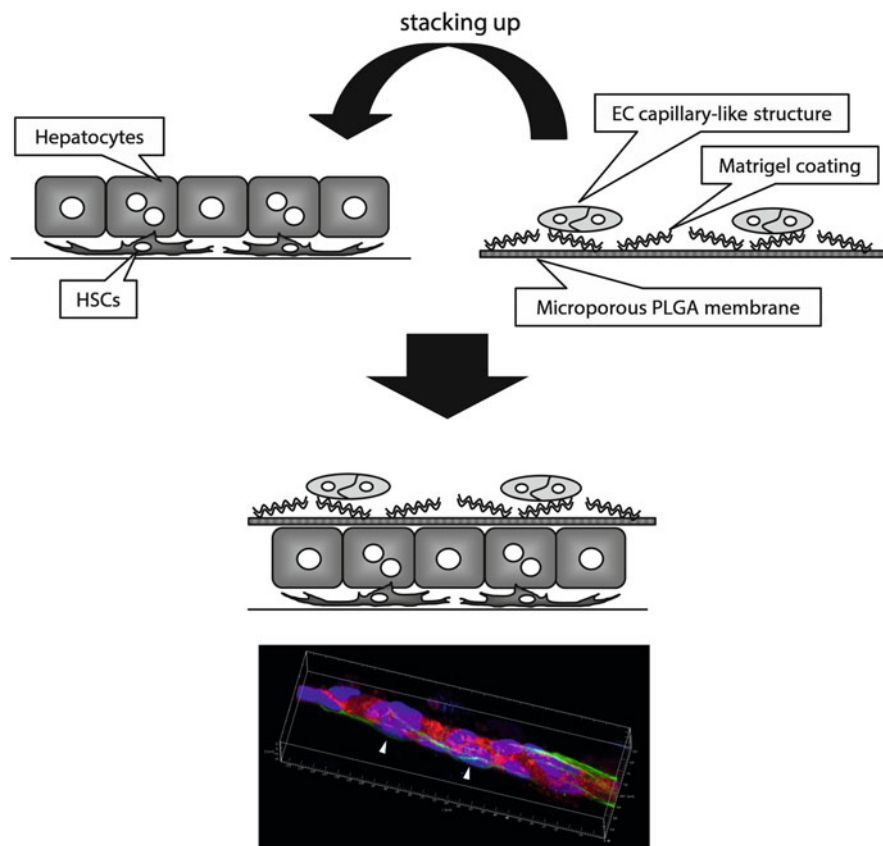 stacking up
EC capillary-like structure
Hepatocytes
Matrigel coating
HSCs
Microporous PLGA membrane